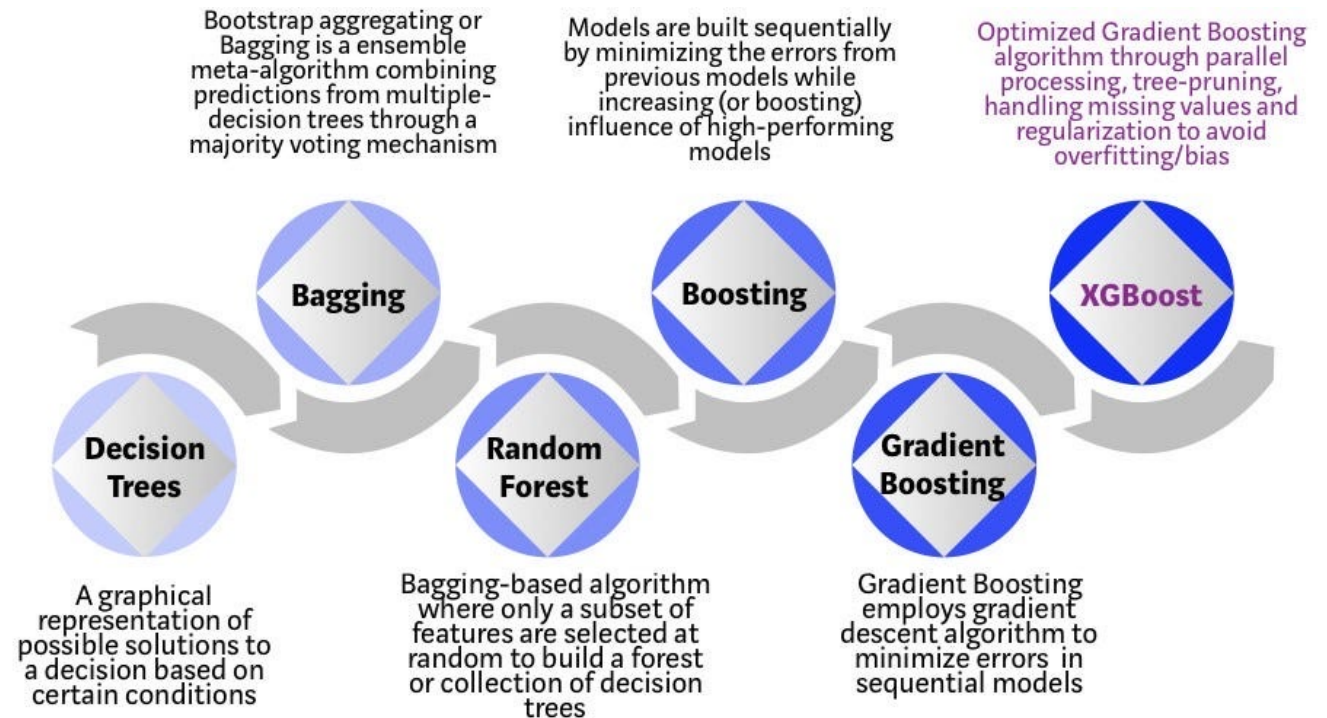 Bootstrap aggregating or
Bagging is a ensemble
meta-algorithm combining
predictions from multiple-
decision trees through a
majority voting mechanism
Models are built sequentially
by minimizing the errors from
previous models while
increasing (or boosting)
influence of high-performing
models
Optimized Gradient Boosting
algorithm through parallel
processing, tree-pruning,
handling missing values and
regularization to avoid
overfitting/bias
Bagging
Boosting
XGBoost
Decision
Trees
Random
Forest
Gradient
Boosting
A graphical
representation of
possible solutions to
a decision based on
certain conditions
Bagging-based algorithm
where only a subset of
features are selected at
random to build a forest
or collection of decision
trees
Gradient Boosting
employs gradient
descent algorithm to
minimize errors in
sequential models